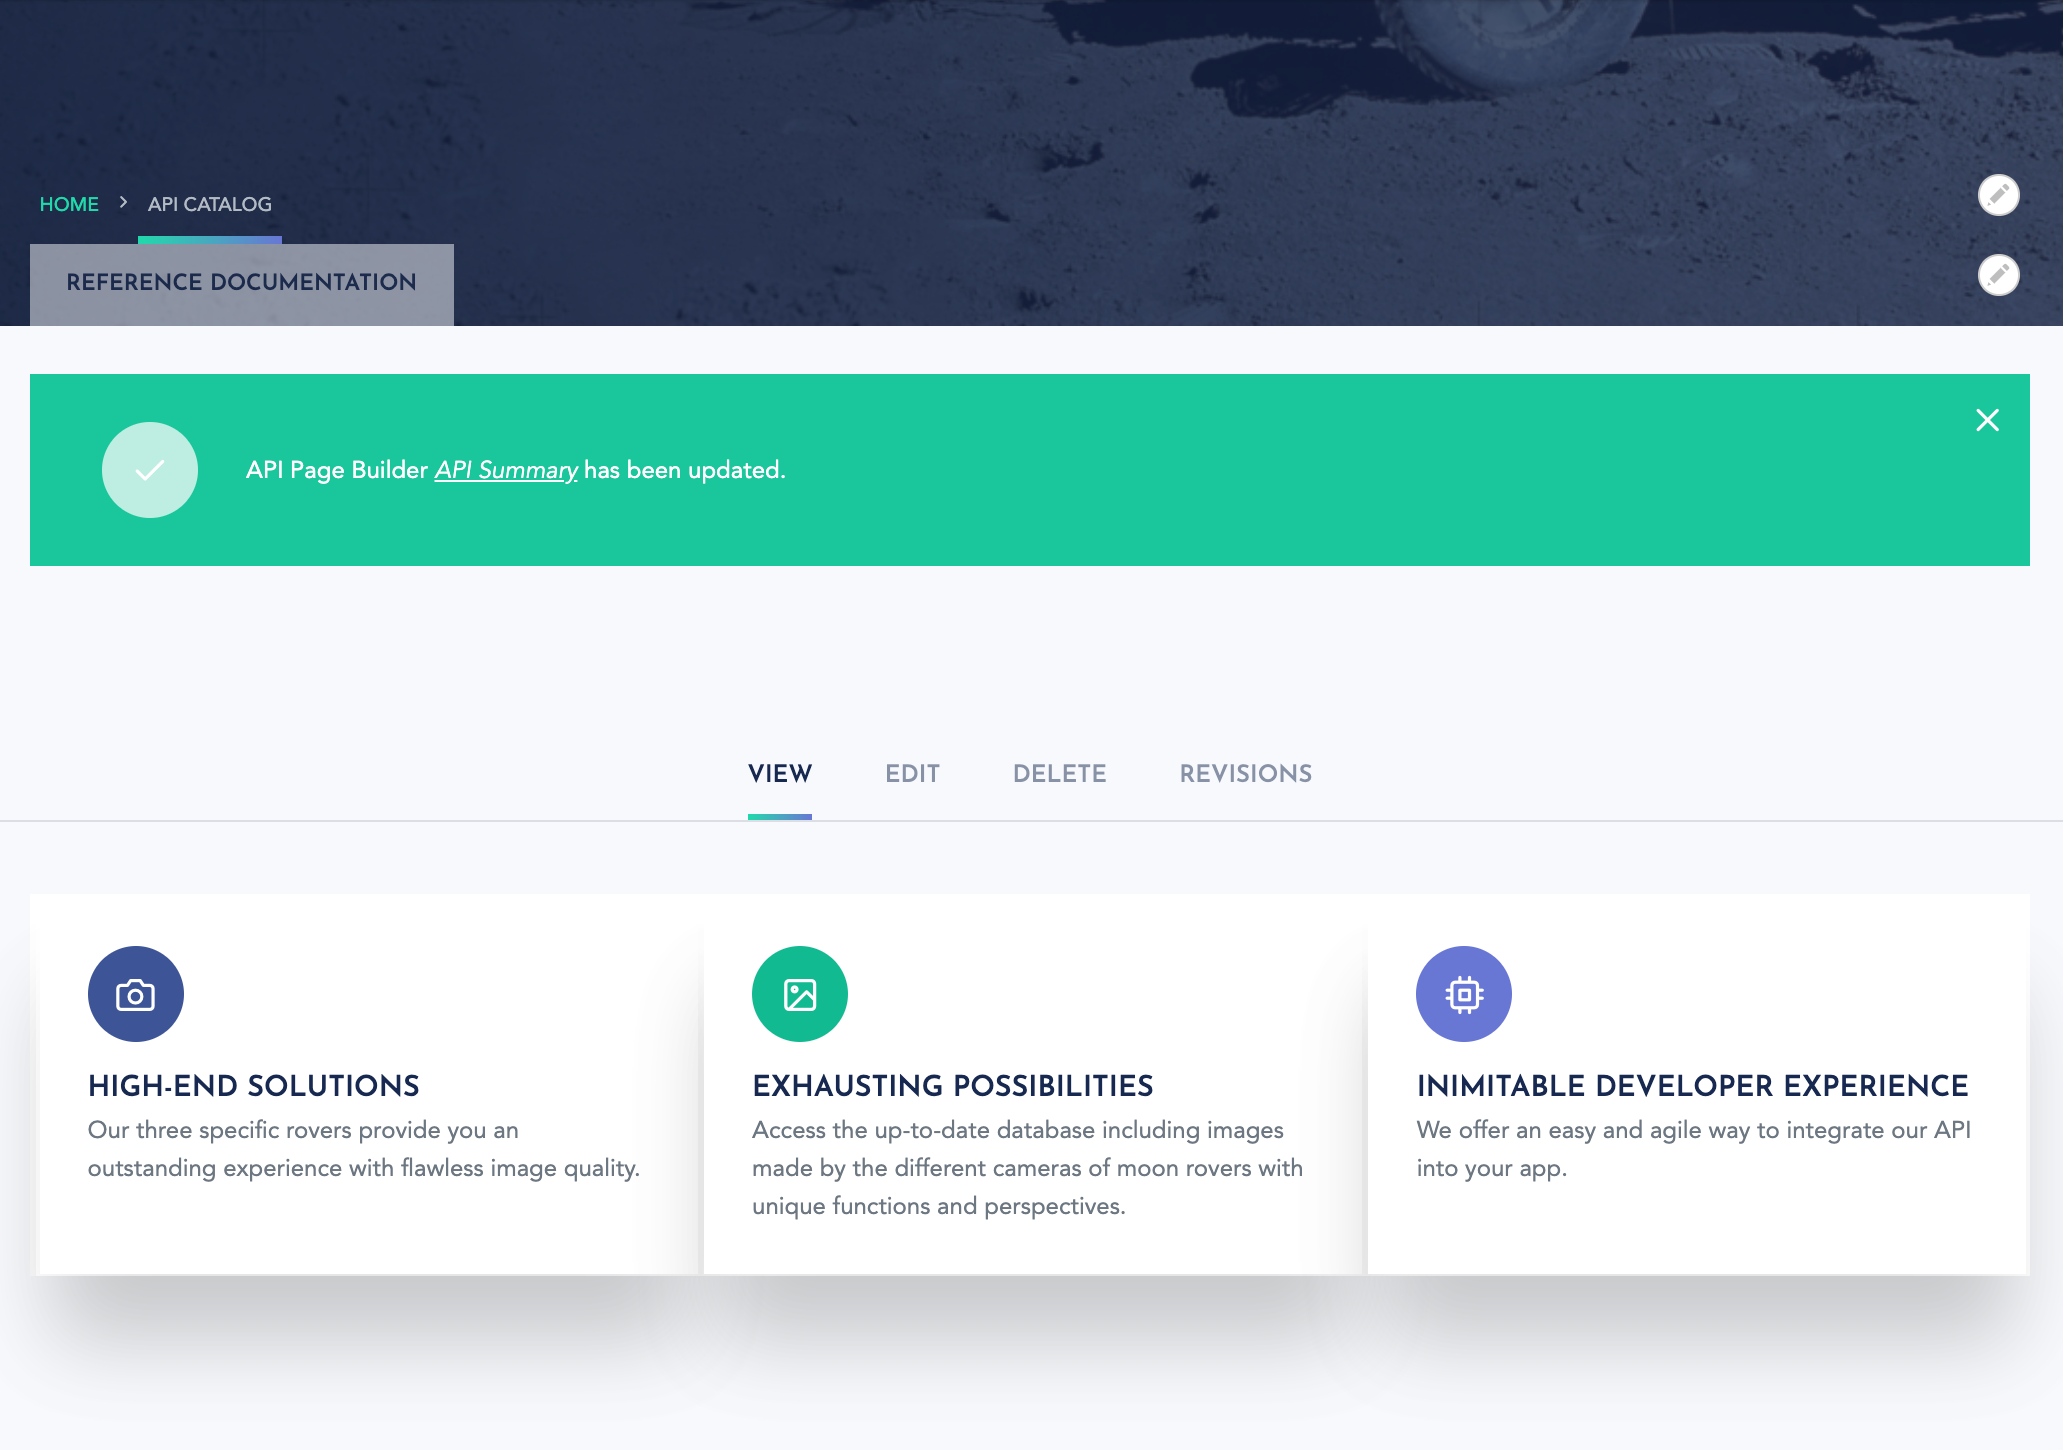 HOME > API CATALOG
REFERENCE DOCUMENTATION
API Page Builder API Summary has been updated.
VIEW EDIT DELETE REVISIONS
HIGH-END SOLUTIONS
Our three specific rovers provide you an
outstanding experience with flawless image quality.
EXHAUSTING POSSIBILITIES
Access the up-to-date database including images
made by the different cameras of moon rovers with
unique functions and perspectives.
INIMITABLE DEVELOPER EXPERIENCE
We offer an easy and agile way to integrate our API
into your app.